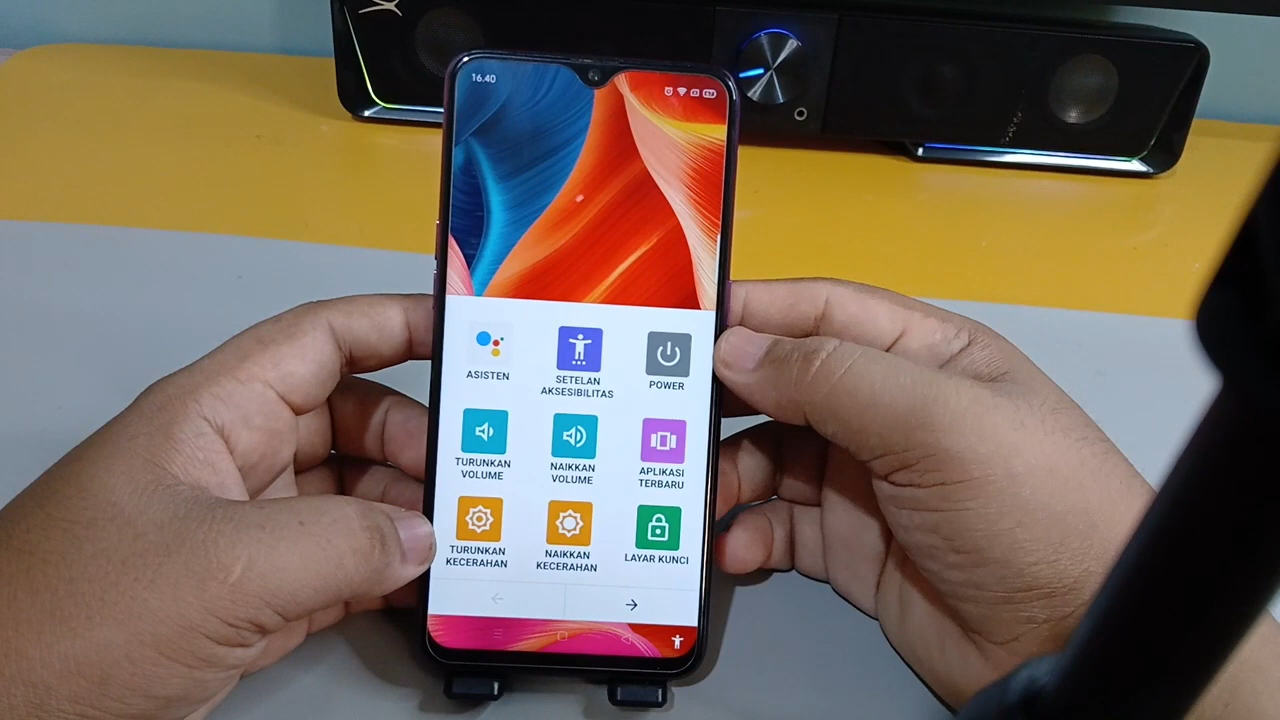 16.40
ASISTEN
SETELAN
AKSESIBILITAS
POWER
TURUNKAN
VOLUME
NAIKKAN
VOLUME
APLIKASI
TERBARU
TURUNKAN
KECERAHAN
NAIKKAN
KECERAHAN
LAYAR KUNCI